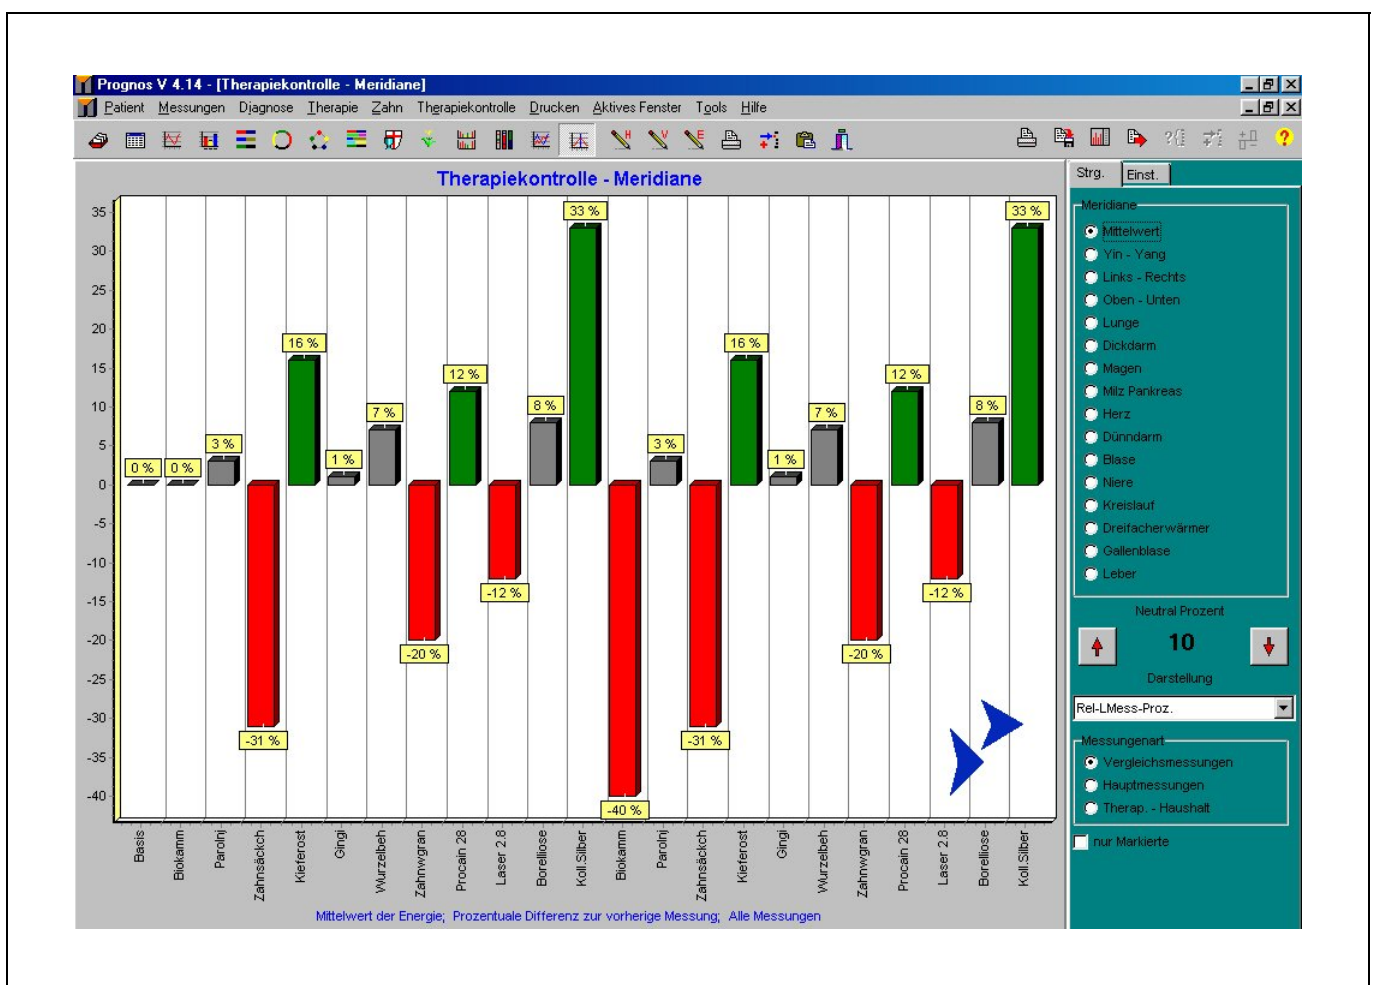 Prognos V 4.14 - [Therapiekontrolle - Meridiane]
Patient Messungen Djagnose Therapie Zahn Therapiekontrolle Drucken Aktives Fenster Tools Hilfe
H V E ?
Therapiekontrolle - Meridiane
Strg. Einst.
35
30
25
20
15
10
5
0
-5
-10
-15
-20
-25
-30
-35
-40
0 %
0 %
3 %
-31 %
16 %
1 %
7 %
-20 %
12 %
-12 %
8 %
33 %
-40 %
3 %
-31 %
16 %
1 %
7 %
-20 %
12 %
-12 %
8 %
33 %
Basis
Biokamm
ParoInj
Zahnsäckch
Kieferost
Gingi
Wurzelbeh
Zahnwgran
Procain 28
Laser 2.8
Borelliose
Koll.Silber
Biokamm
ParoInj
Zahnsäckch
Kieferost
Gingi
Wurzelbeh
Zahnwgran
Procain 28
Laser 2.8
Borelliose
Koll.Silber
Mittelwert der Energie; Prozentuale Differenz zur vorherige Messung; Alle Messungen
Meridiane
Mittelwert
Yin - Yang
Links - Rechts
Oben - Unten
Lunge
Dickdarm
Magen
Milz Pankreas
Herz
Dünndarm
Blase
Niere
Kreislauf
Dreifacherwärmer
Gallenblase
Leber
Neutral Prozent
10
Darstellung
Rel-LMess-Proz.
Messungenart
Vergleichsmessungen
Hauptmessungen
Therap. - Haushalt
nur Markierte